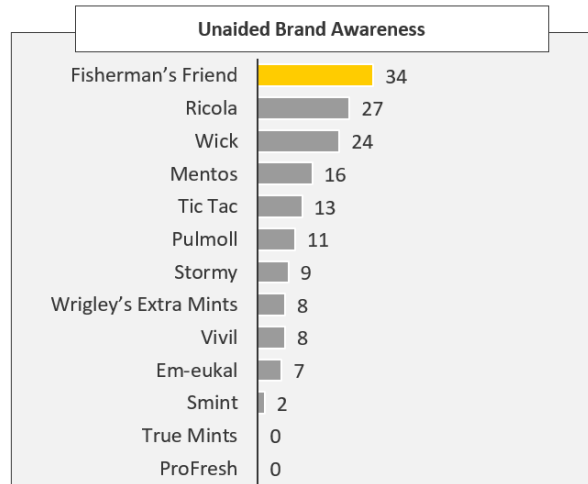 Unaided Brand Awareness
Fisherman's Friend 34
Ricola 27
Wick 24
Mentos 16
Tic Tac 13
Pulmoll 11
Stormy 9
Wrigley's Extra Mints 8
Vivil 8
Em-eukal 7
Smint 2
True Mints 0
ProFresh 0